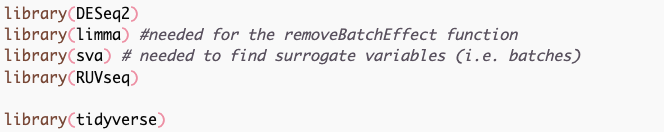 library(DESeq2)
library(limma) #needed for the removeBatchEffect function
library(sva) # needed to find surrogate variables (i.e. batches)
library(RUVseq)
library(tidyverse)